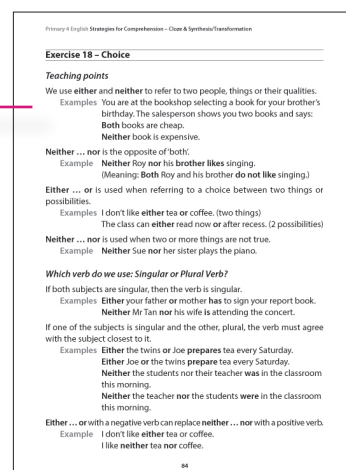 Primary 4 English Strategies for Comprehension – Cloze & Synthesis/Transformation
Exercise 18 – Choice
Teaching points
We use either and neither to refer to two people, things or their qualities.
Examples You are at the bookshop selecting a book for your brother's
birthday. The salesperson shows you two books and says:
Both books are cheap.
Neither book is expensive.
Neither … nor is the opposite of 'both'.
Example Neither Roy nor his brother likes singing.
(Meaning: Both Roy and his brother do not like singing.)
Either … or is used when referring to a choice between two things or
possibilities.
Examples I don't like either tea or coffee. (two things)
The class can either read now or after recess. (2 possibilities)
Neither … nor is used when two or more things are not true.
Example Neither Sue nor her sister plays the piano.
Which verb do we use: Singular or Plural Verb?
If both subjects are singular, then the verb is singular.
Examples Either your father or mother has to sign your report book.
Neither Mr Tan nor his wife is attending the concert.
If one of the subjects is singular and the other, plural, the verb must agree
with the subject closest to it.
Examples Either the twins or Joe prepares tea every Saturday.
Either Joe or the twins prepare tea every Saturday.
Neither the students nor their teacher was in the classroom
this morning.
Neither the teacher nor the students were in the classroom
this morning.
Either … or with a negative verb can replace neither … nor with a positive verb.
Example I don't like either tea or coffee.
I like neither tea nor coffee.
84